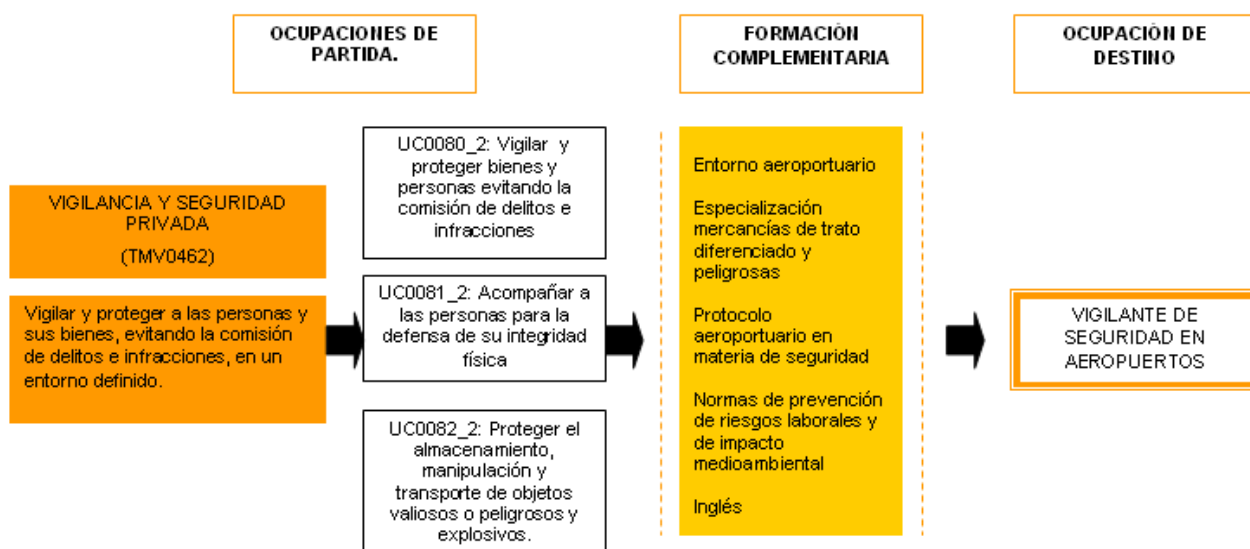 OCUPACIONES DE
PARTIDA.
FORMACIÓN
COMPLEMENTARIA
OCUPACIÓN DE
DESTINO
VIGILANCIA Y SEGURIDAD
PRIVADA
(TMV0462)
Vigilar y proteger a las personas y
sus bienes, evitando la comisión
de delitos e infracciones, en un
entorno definido.
UC0080_2: Vigilar y
proteger bienes y
personas evitando la
comisión de delitos e
infracciones
UC0081_2: Acompañar a
las personas para la
defensa de su integridad
física
UC0082_2: Proteger el
almacenamiento,
manipulación y
transporte de objetos
valiosos o peligrosos y
explosivos.
Entorno aeroportuario
Especialización
mercancías de trato
diferenciado y
peligrosas
Protocolo
aeroportuario en
materia de seguridad
Normas de prevención
de riesgos laborales y
de impacto
medioambiental
Inglés
VIGILANTE DE
SEGURIDAD EN
AEROPUERTOS